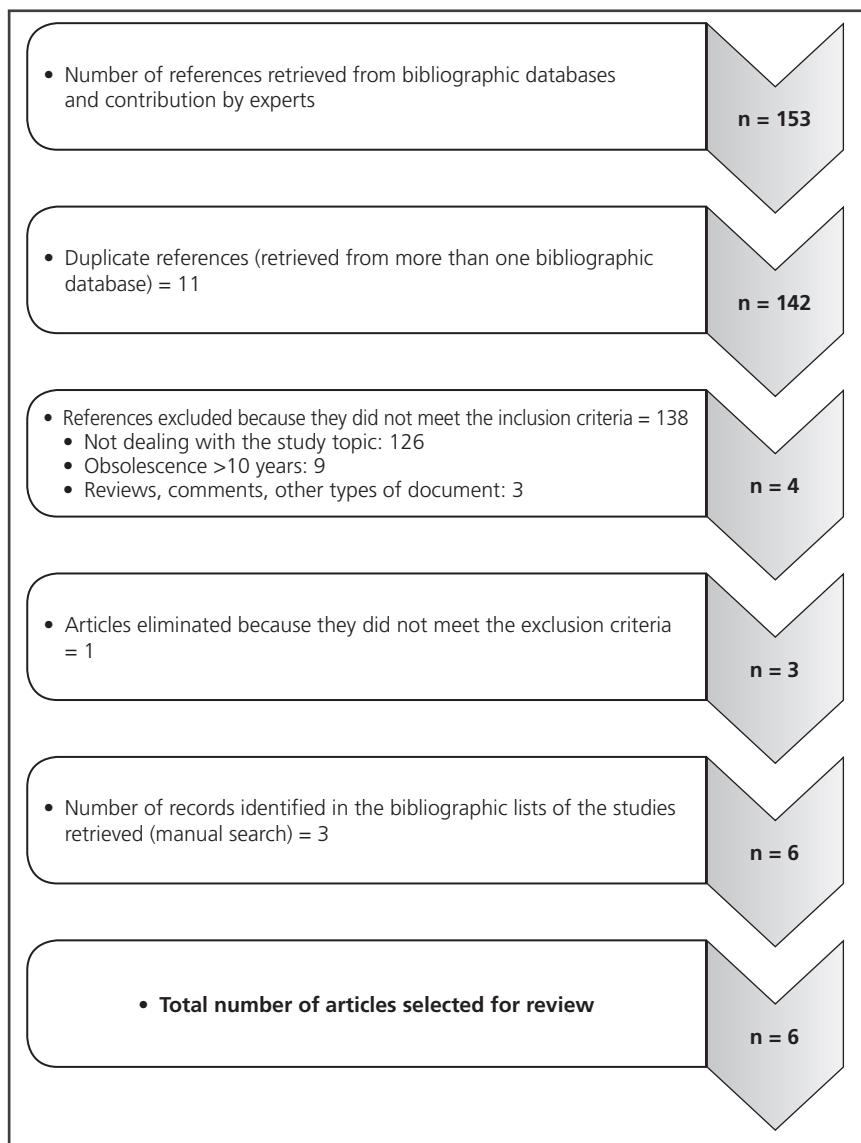 • Number of references retrieved from bibliographic databases
and contribution by experts
n = 153
• Duplicate references (retrieved from more than one bibliographic
database) = 11
n = 142
• References excluded because they did not meet the inclusion criteria = 138
• Not dealing with the study topic: 126
• Obsolescence >10 years: 9
• Reviews, comments, other types of document: 3
n = 4
• Articles eliminated because they did not meet the exclusion criteria
= 1
n = 3
• Number of records identified in the bibliographic lists of the studies
retrieved (manual search) = 3
n = 6
• Total number of articles selected for review
n = 6